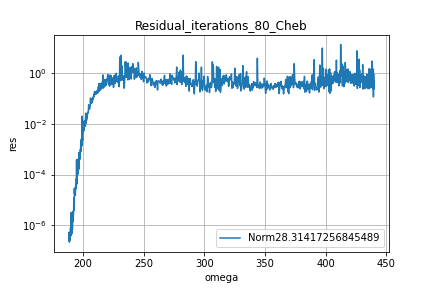 Residual_iterations_80_Cheb
res
10⁰
10⁻²
10⁻⁴
10⁻⁶
Norm28.31417256845489
200 250 300 350 400 450
omega